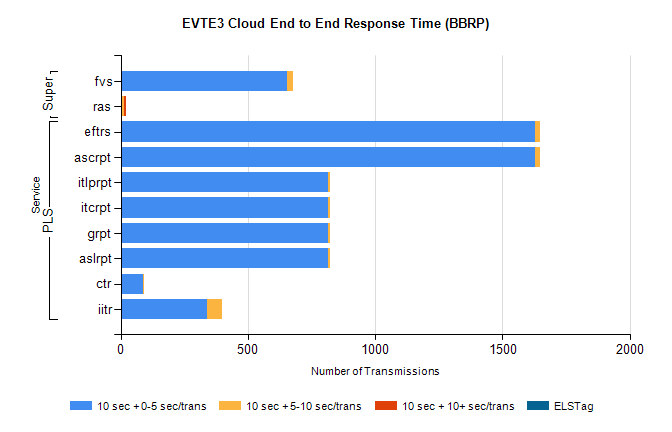 EVTE3 Cloud End to End Response Time (BBRP)
Service
Super
PLS
fvs
ras
eftrs
ascrpt
itlprpt
itcrpt
grpt
aslrpt
ctr
iitr
0 500 1000 1500 2000
Number of Transmissions
10 sec +0-5 sec/trans 10 sec +5-10 sec/trans 10 sec + 10+ sec/trans ELSTag